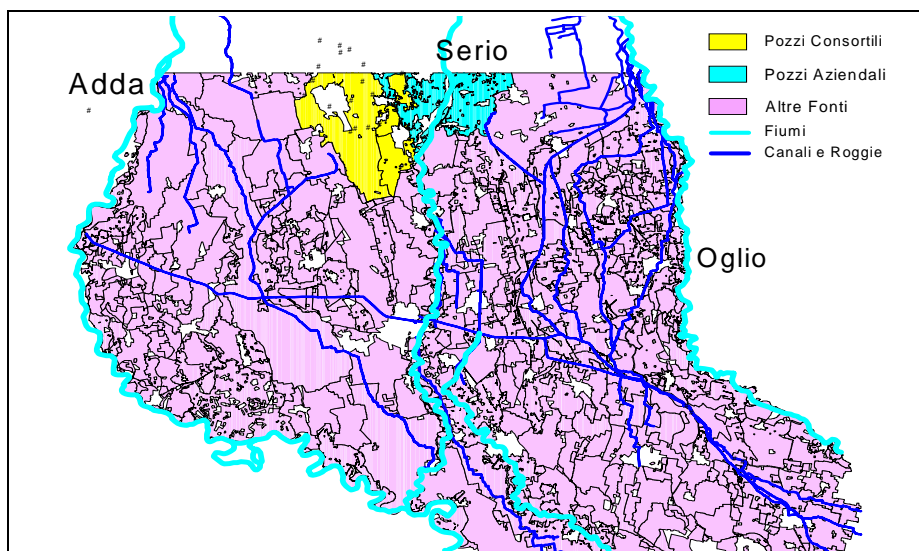 Adda
Serio
Oglio
Pozzi Consortili
Pozzi Aziendali
Altre Fonti
Fiumi
Canali e Roggie